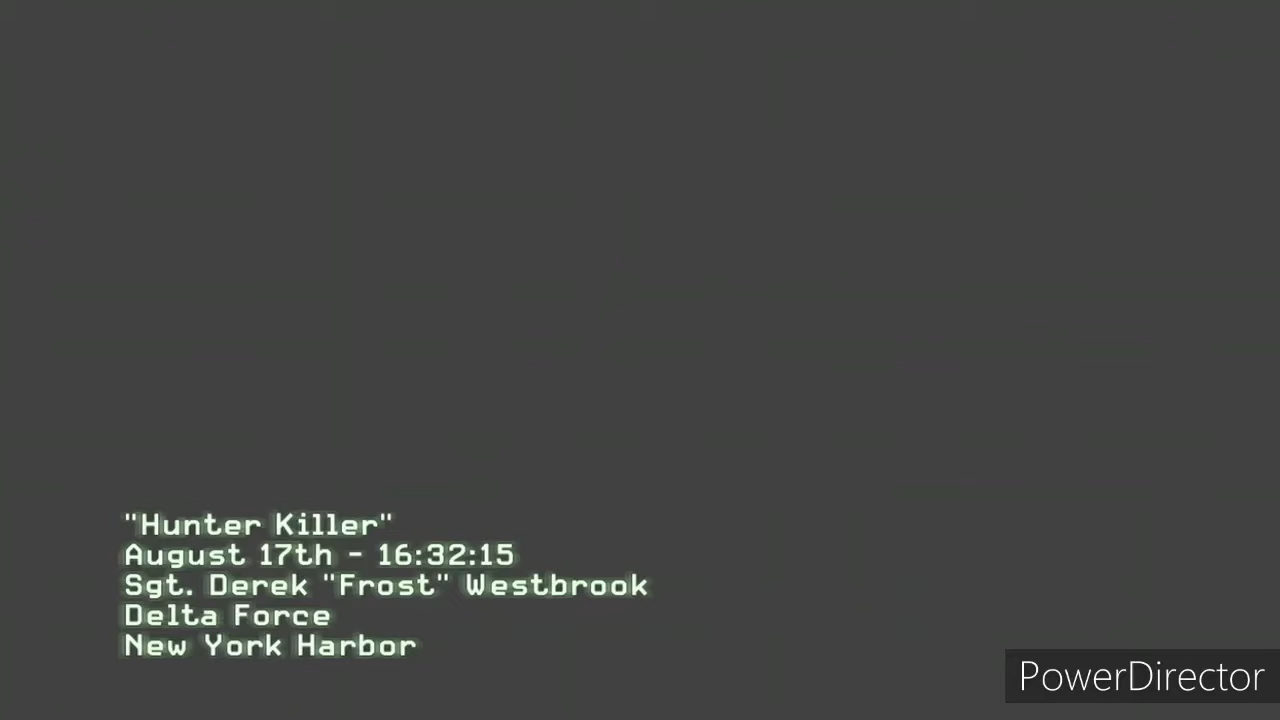 "Hunter Killer"
August 17th - 16:32:15
Sgt. Derek "Frost" Westbrook
Delta Force
New York Harbor
PowerDirector